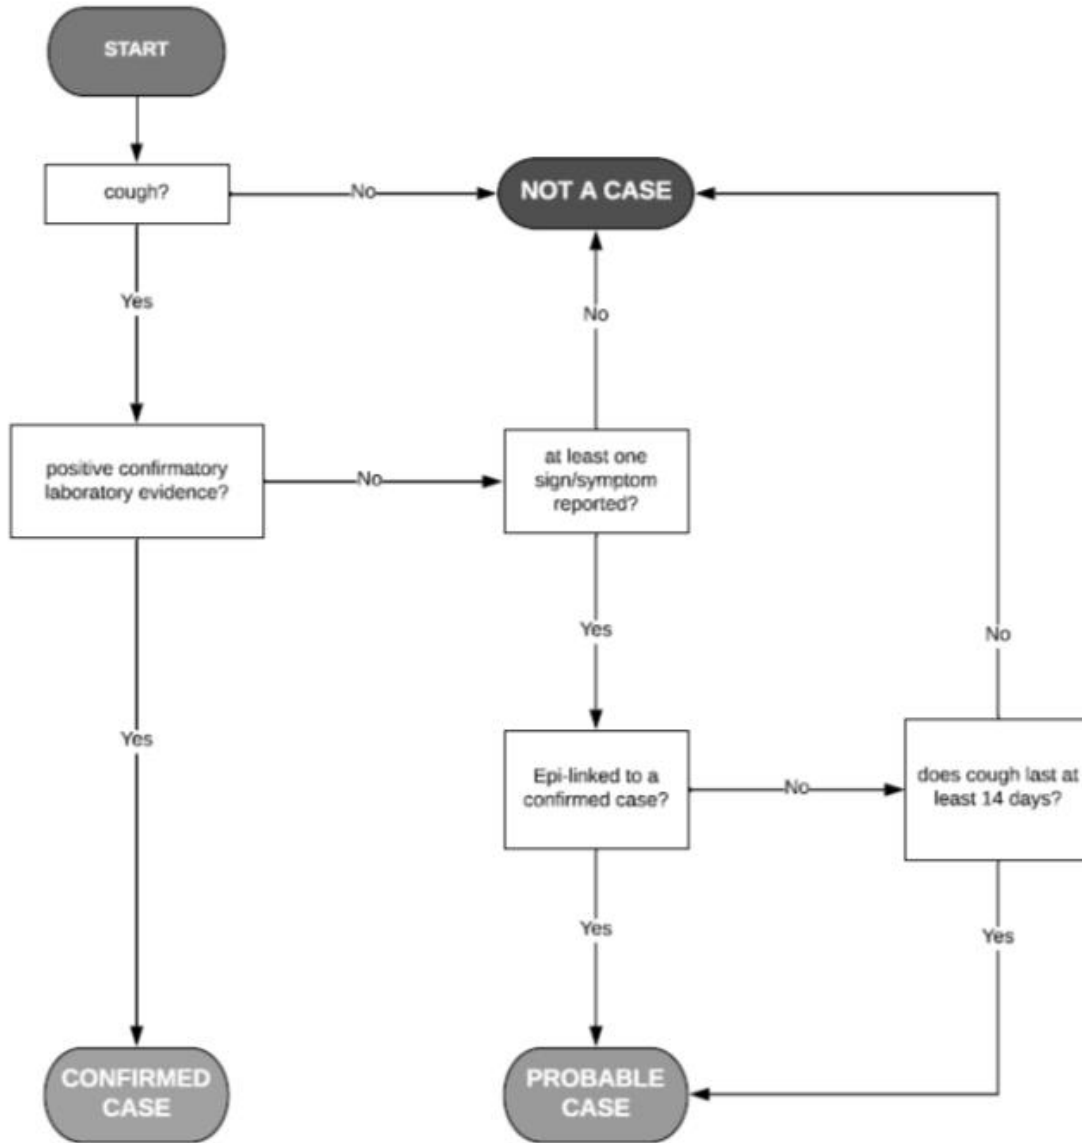 START
cough?
No
NOT A CASE
Yes
No
positive confirmatory
laboratory evidence?
No
at least one
sign/symptom
reported?
Yes
No
Yes
Epi-linked to a
confirmed case?
No
does cough last at
least 14 days?
Yes
Yes
CONFIRMED
CASE
PROBABLE
CASE